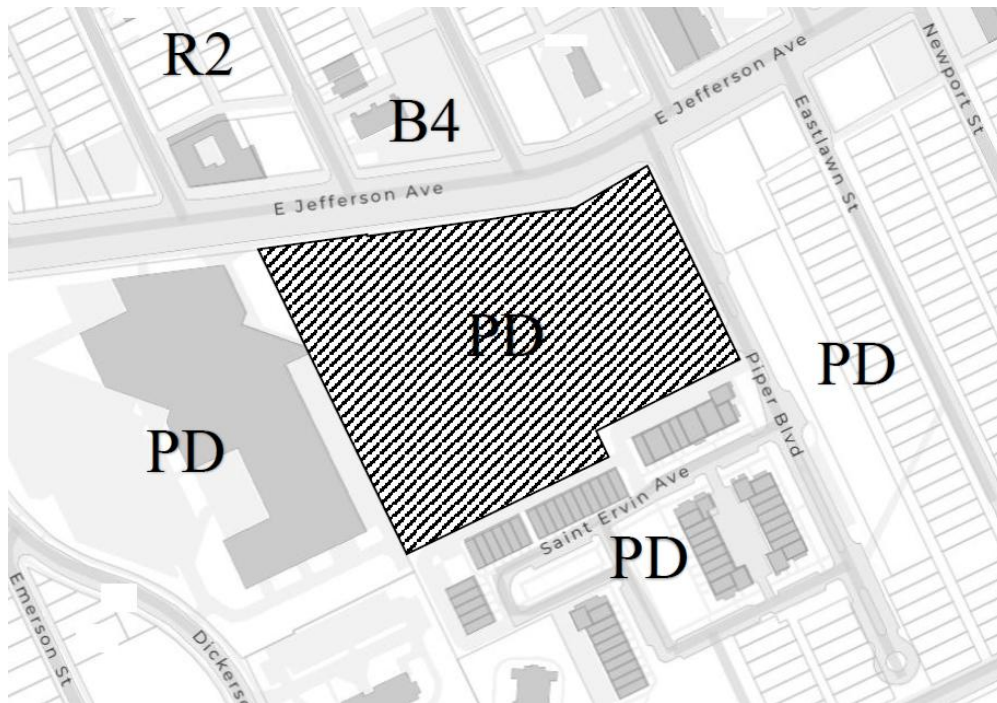 R2
B4
E Jefferson Ave
Newport St
Eastlawn St
E Jefferson Ave
PD
PD
PD
Piper Blvd
Saint Ervin Ave
PD
Emerson St